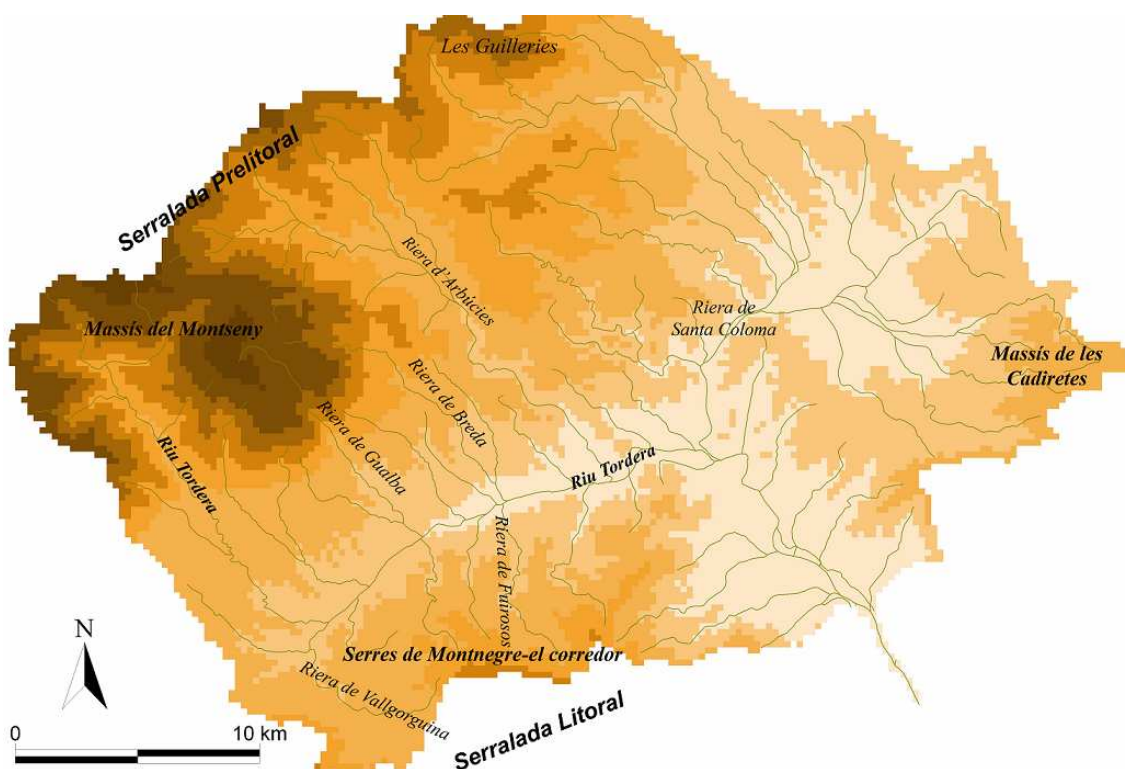 Les Guilleries
Serralada Prelitoral
Riera d'Arbúcies
Massís del Montseny
Riera de
Santa Coloma
Massís de les
Cadiretes
Riera de Breda
Riera de Gualba
Riu Tordera
Riu Tordera
Riera de Fuirosos
Serres de Montnegre-el corredor
Riera de Vallgorguina
Serralada Litoral
N
0
10 km